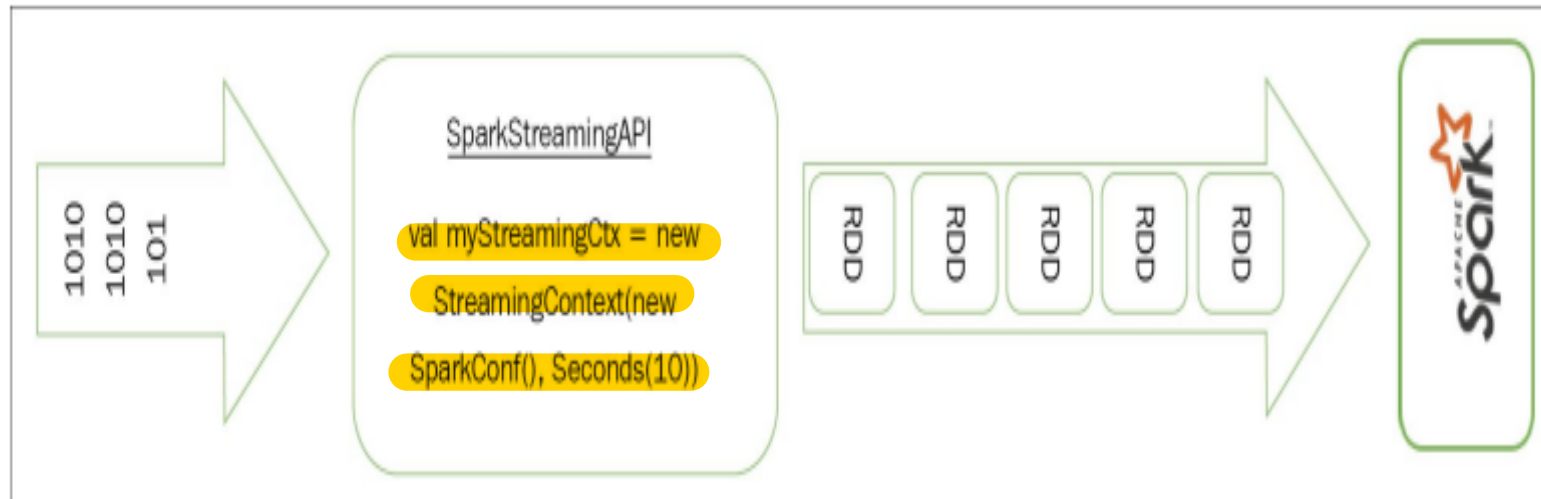 1010
1010
101
SparkStreamingAPI
val myStreamingCtx = new
StreamingContext(new
SparkConf(), Seconds(10))
RDD
RDD
RDD
RDD
RDD
APACHE
Spark